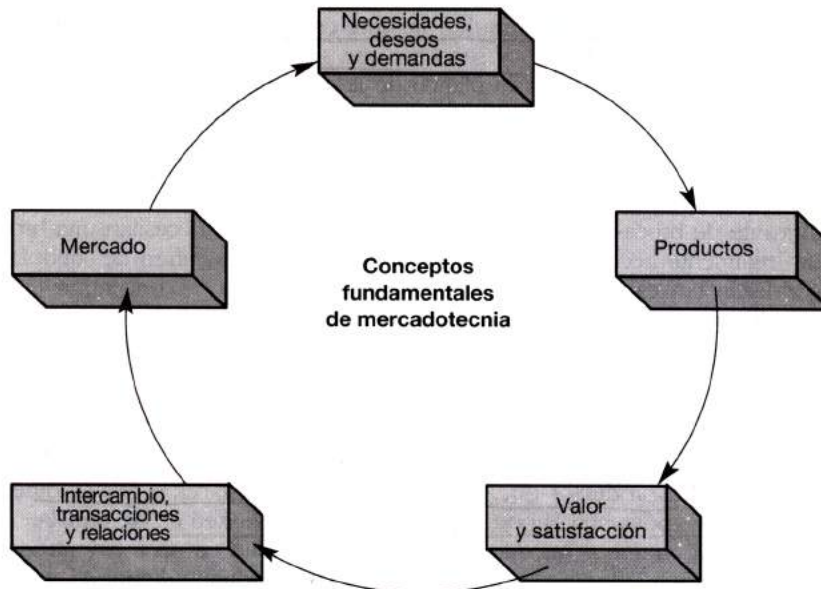 Necesidades,
deseos
y demandas
Mercado
Productos
Conceptos
fundamentales
de mercadotecnia
Intercambio,
transacciones
y relaciones
Valor
y satisfacción